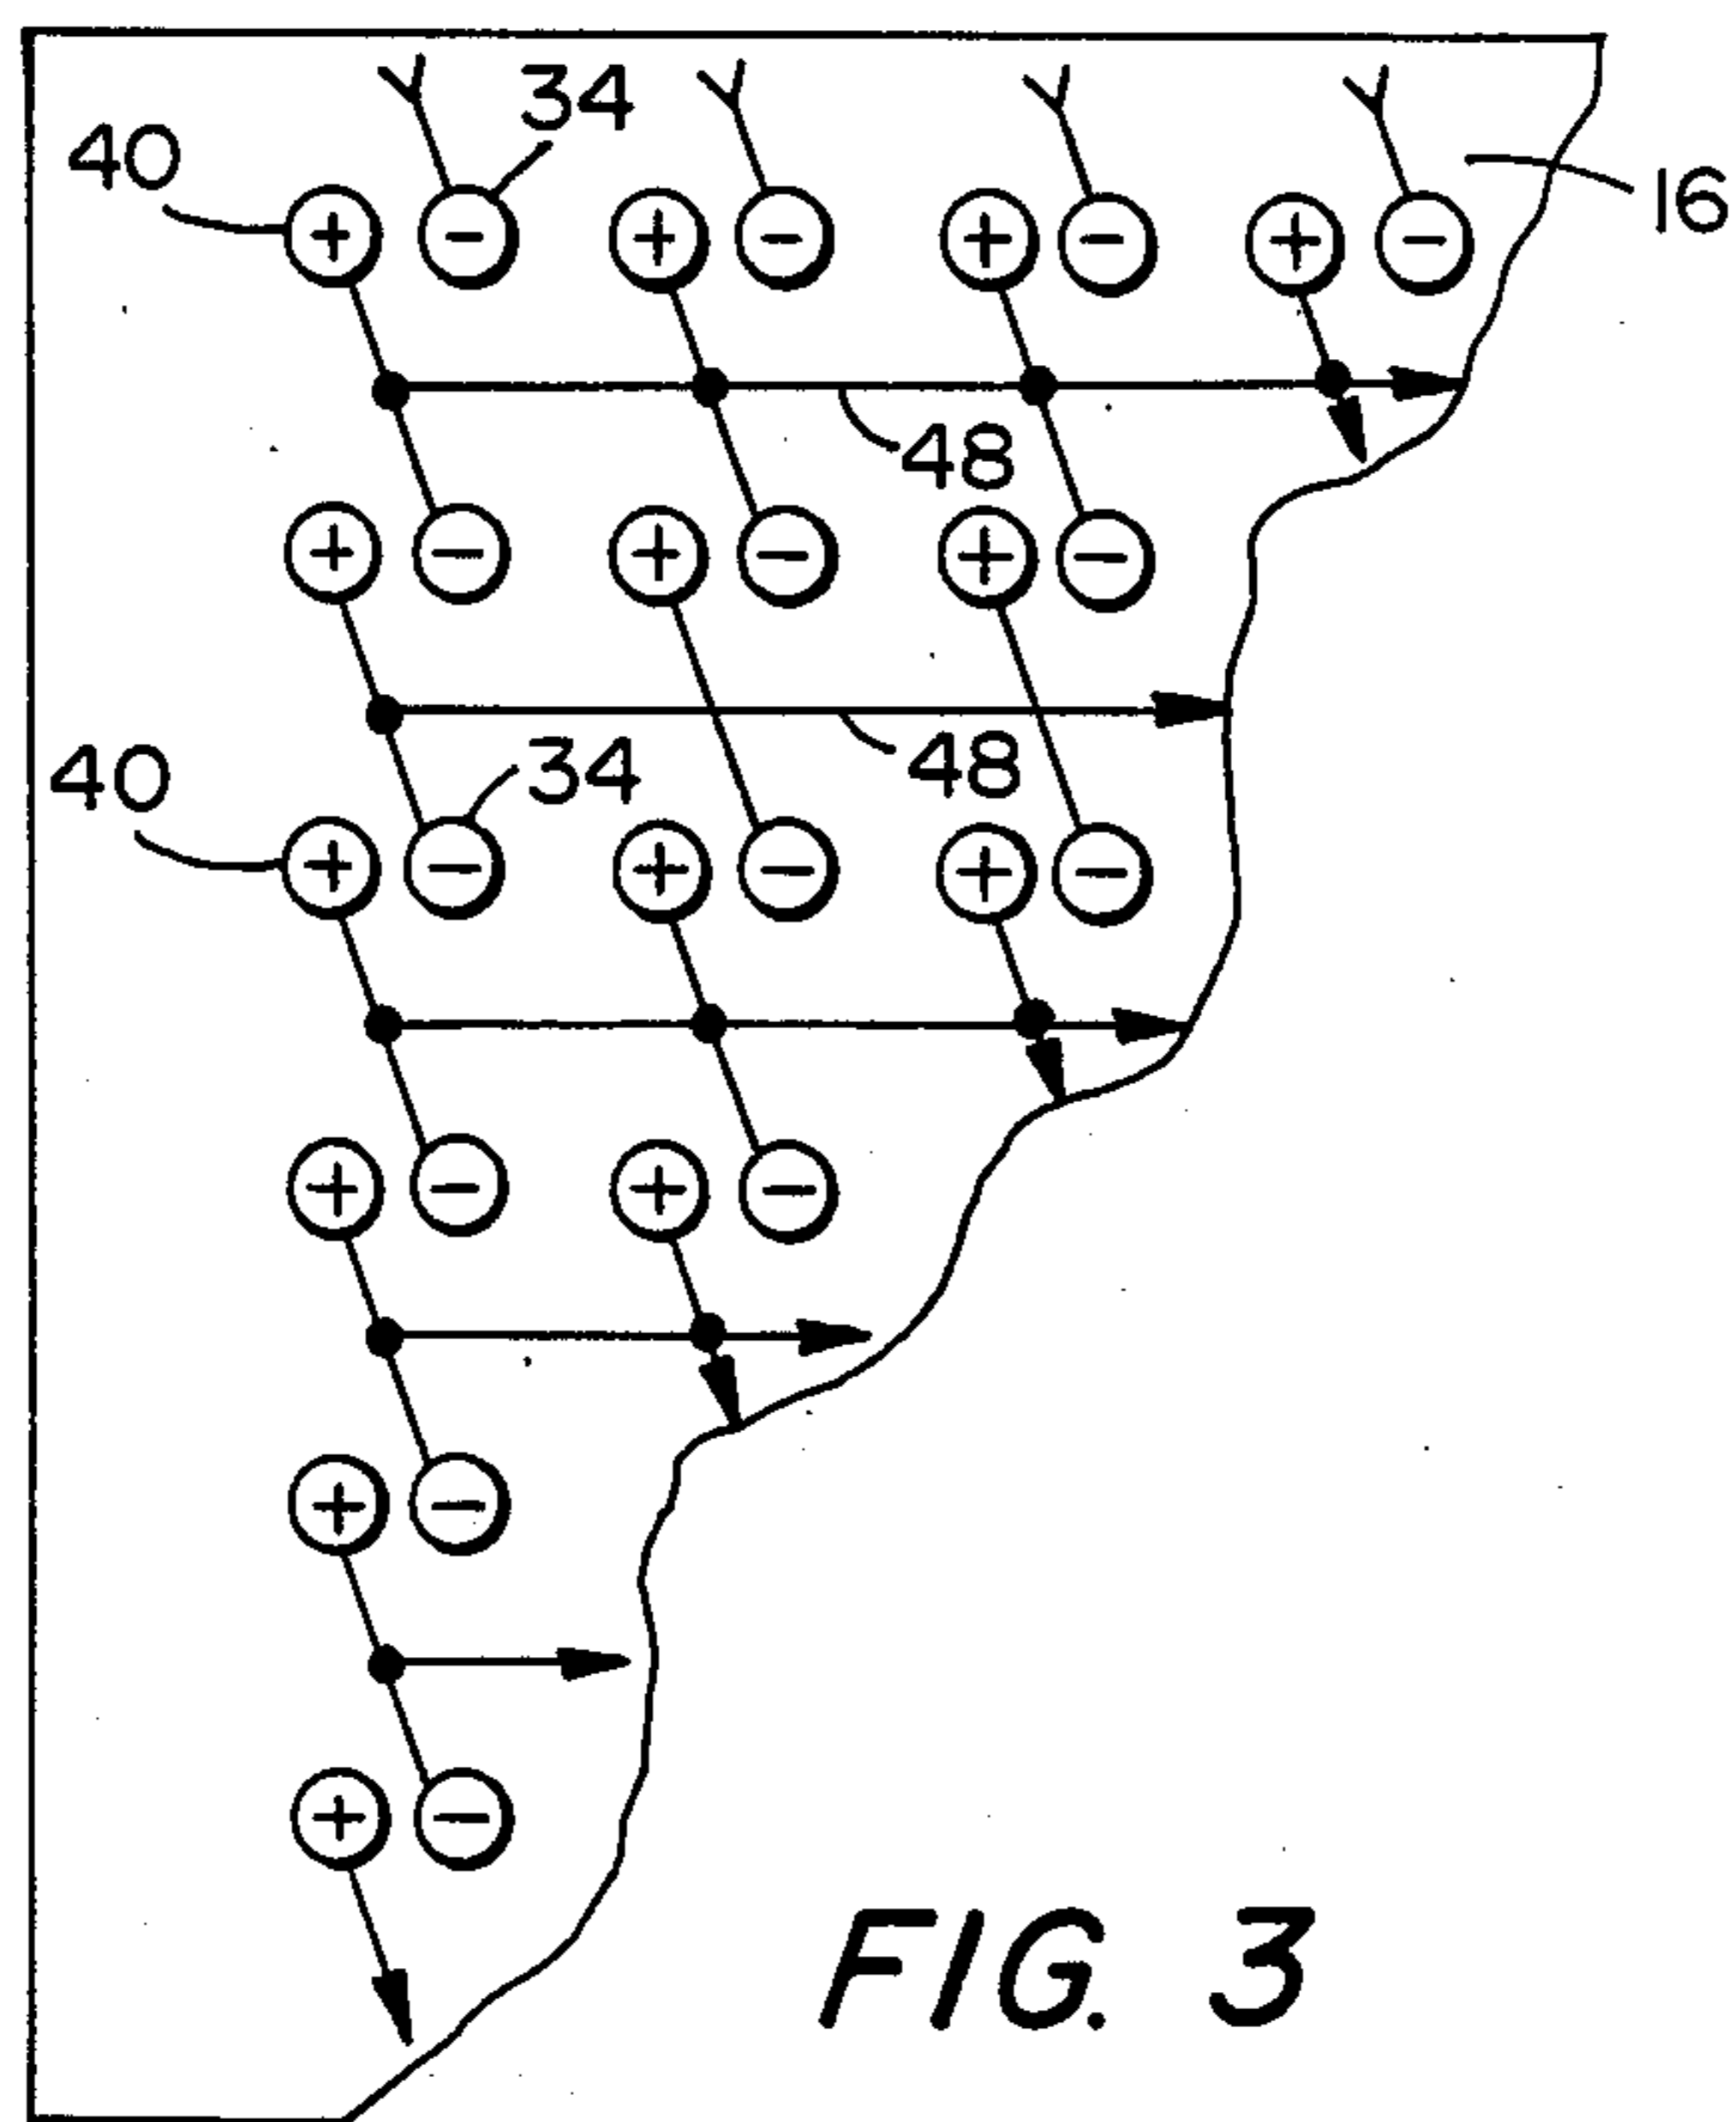 34
40
16
+ - + - + - + -
48
+ - + - + -
48
34
40
+ - + - + -
+ - + -
+ -
+ -
FIG. 3